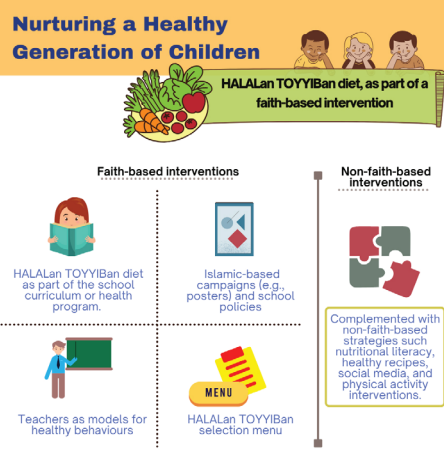 Nurturing a Healthy
Generation of Children
HALALan TOYYIBan diet, as part of a
faith-based intervention
Faith-based interventions
Non-faith-based
interventions
HALALan TOYYIBan diet
as part of the school
curriculum or health
program.
Islamic-based
campaigns (e.g.,
posters) and school
policies
Teachers as models for
healthy behaviours
MENU
HALALan TOYYIBan
selection menu
Complemented with
non-faith-based
strategies such
nutritional literacy,
healthy recipes,
social media, and
physical activity
interventions.